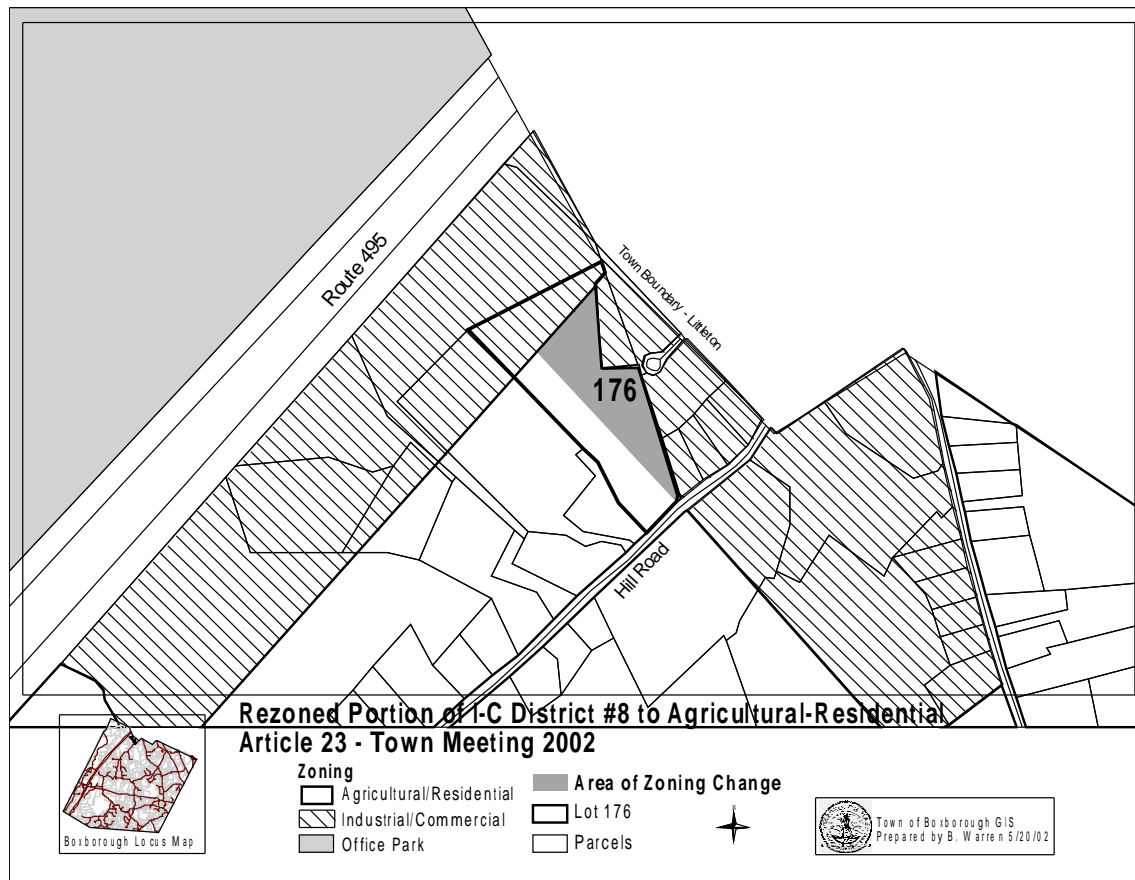 Route 495
Town Boundary - Littleton
176
Hill Road
Rezoned Portion of I-C District #8 to Agricultural-Residential
Article 23 - Town Meeting 2002
Zoning
Agricultural/Residential
Industrial/Commercial
Office Park
Area of Zoning Change
Lot 176
Parcels
N
Boxborough Locus Map
Town of Boxborough GIS
Prepared by B. Warren 5/20/02